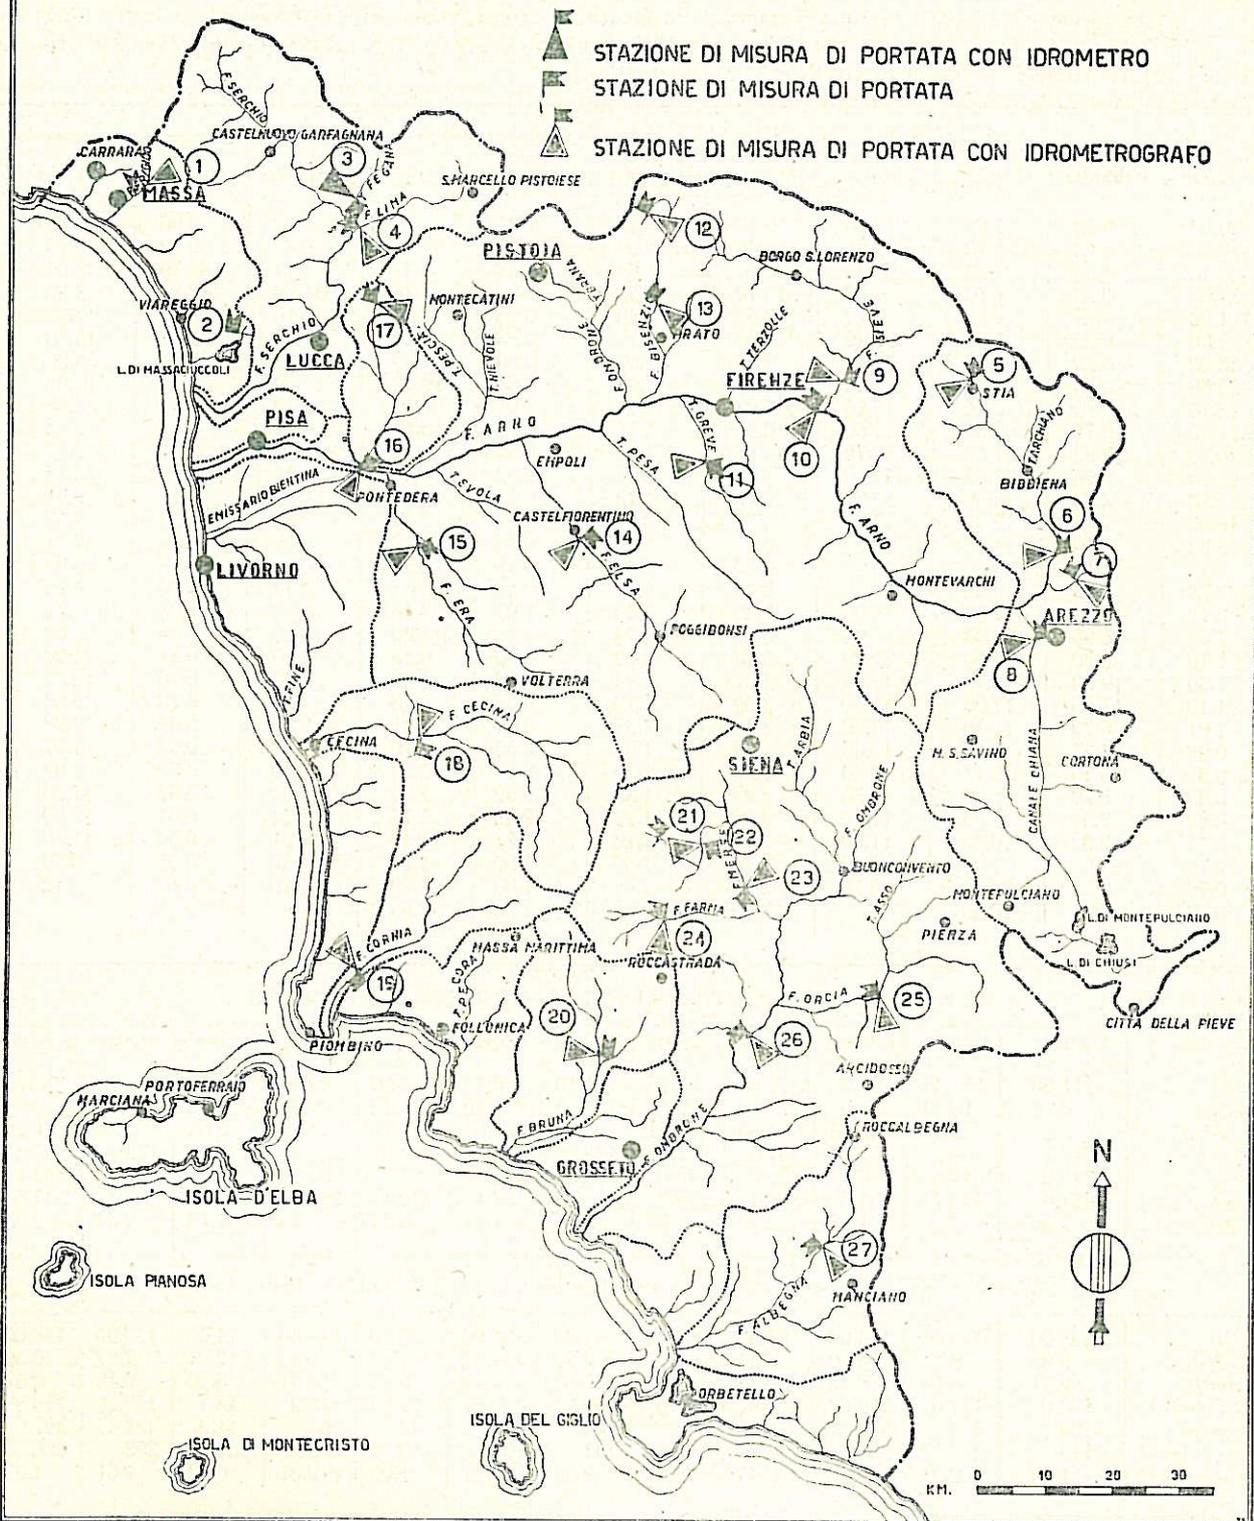 STAZIONE DI MISURA DI PORTATA CON IDROMETRO
STAZIONE DI MISURA DI PORTATA
STAZIONE DI MISURA DI PORTATA CON IDROMETROGRAFO
F. SERCHIO
CASTELNUOVO GARFAGNANA
CARRARA
1
MASSA
3
F. FEGANA
S. MARCELLO PISTOIESE
F. LIMA
4
12
PISTOIA
BORGO S. LORENZO
VIAREGGIO
2
17
MONTECATINI
F. OMBRONE
F. BISENZIO
13
T. TERZOLLE
F. SIEVE
F. SERCHIO
LUCCA
L. DI MASSACIUCCOLI
T. PESCIA
T. NIEVOLE
FIRENZE
9
5
STIA
PISA
16
F. ARNO
EMPOLI
T. PESA
T. GREVE
11
10
T. ARCHIANO
BIBBIENA
EMISSARIO BIENTINA
PONTEDERA
T. EVOLA
CASTELFIORENTINO
14
F. ARNO
6
7
LIVORNO
15
F. ERA
F. ELSA
MONTEVARCHI
AREZZO
POGGIBONSI
8
T. FINE
VOLTERRA
CECINA
F. CECINA
18
SIENA
T. ARBIA
M. S. SAVINO
CANALE CHIANA
CORTONA
21
22
F. MERSE
23
F. OMBRONE
BUONCONVENTO
F. FARMA
24
T. ASSO
MONTEPULCIANO
PIENZA
L. DI MONTEPULCIANO
L. DI CHIUSI
F. CORNIA
19
MASSA MARITTIMA
ROCCASTRADA
T. PECORA
FOLLONICA
20
F. ORCIA
25
CITTÀ DELLA PIEVE
PIOMBINO
26
ARCIDOSSO
PORTOFERRAIO
MARCIANA
F. BRUNA
F. OMBRONE
ROCCALBEGNA
GROSSETO
N
ISOLA D'ELBA
27
ISOLA PIANOSA
F. ALBEGNA
MANCIANO
ORBETELLO
ISOLA DEL GIGLIO
ISOLA DI MONTECRISTO
KM. 0 10 20 30